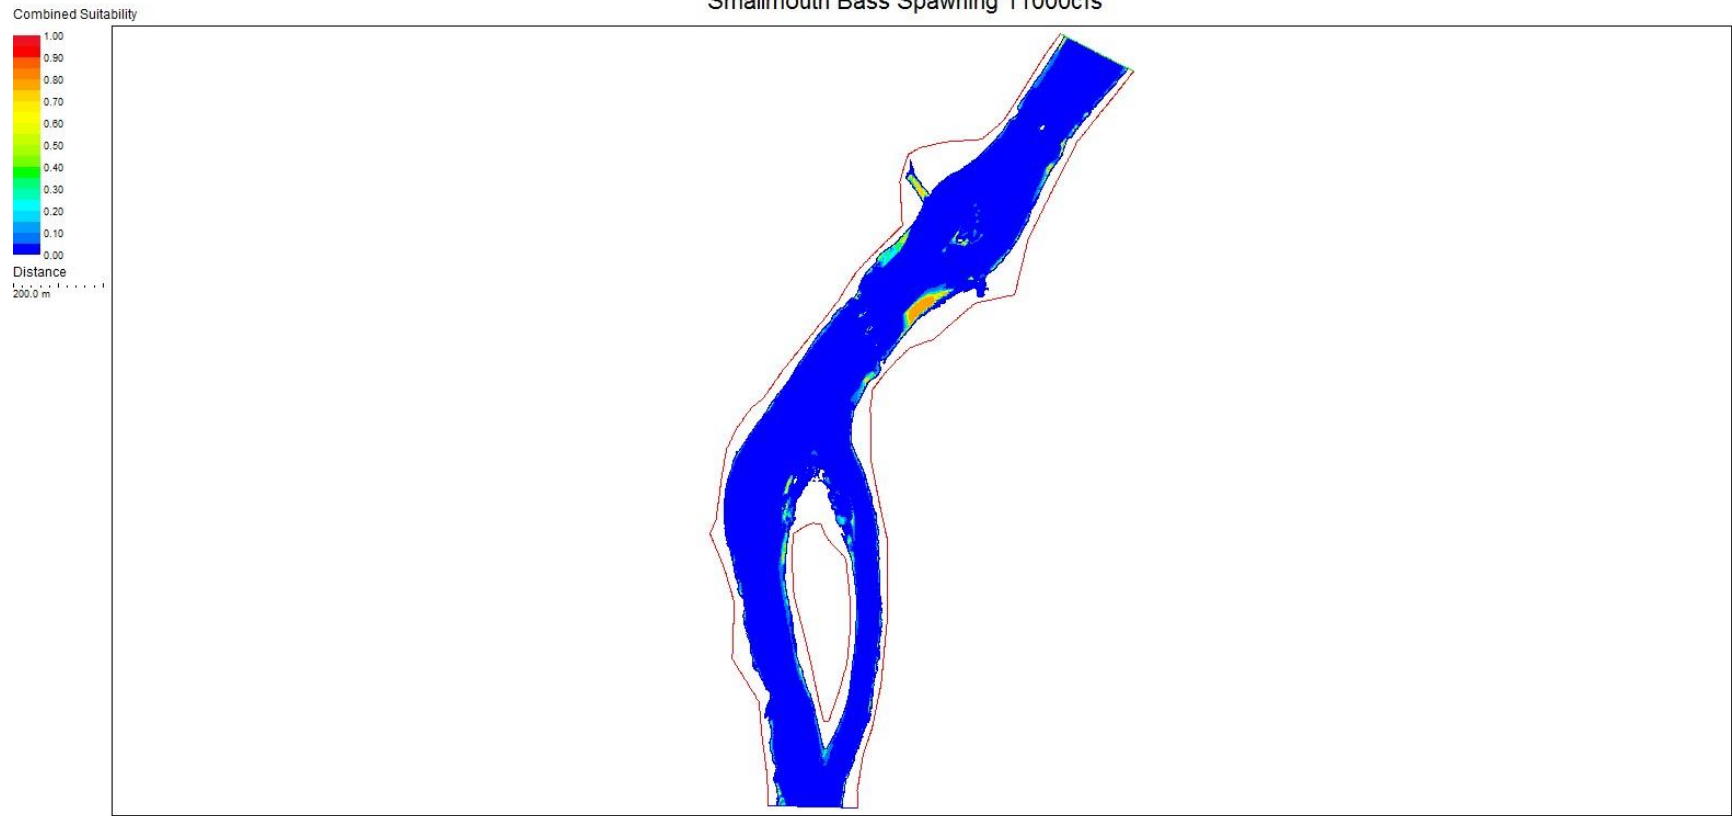 Smallmouth Bass Spawning 11000cfs
Combined Suitability
1.00
0.90
0.80
0.70
0.60
0.50
0.40
0.30
0.20
0.10
0.00
Distance
200.0 m